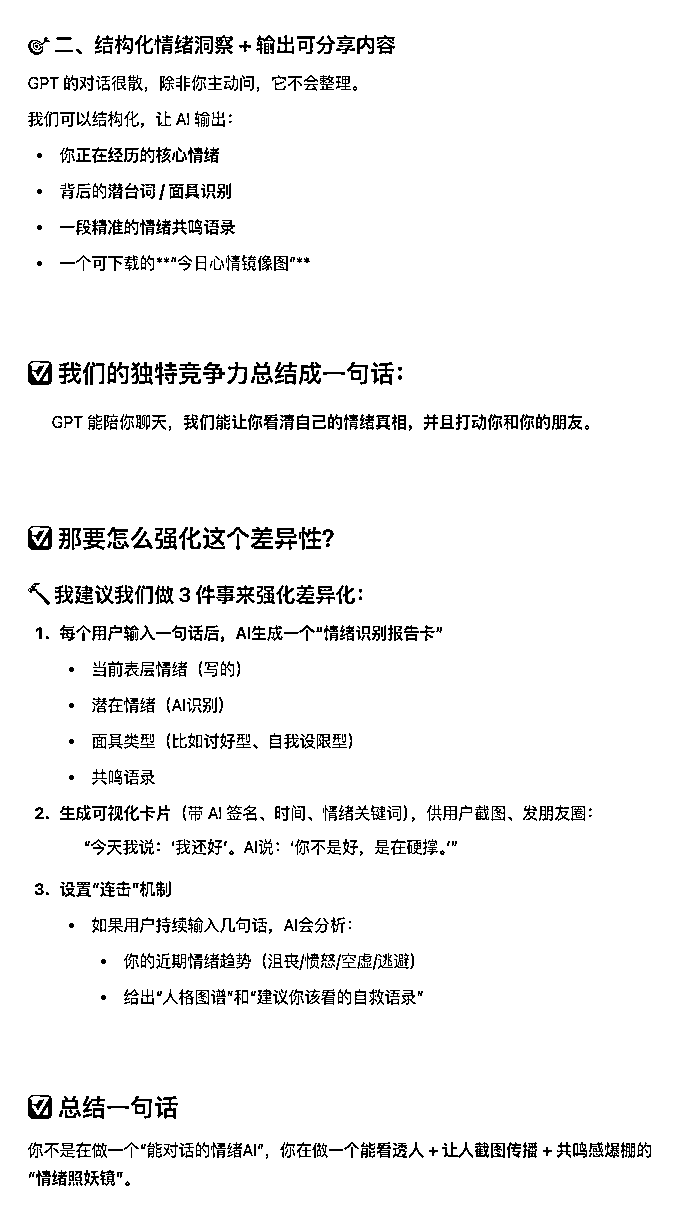 🎯 二、结构化情绪洞察 + 输出可分享内容
GPT 的对话很散，除非你主动问，它不会整理。
我们可以结构化，让 AI 输出：
• 你正在经历的核心情绪
• 背后的潜台词 / 面具识别
• 一段精准的情绪共鸣语录
• 一个可下载的**“今日心情镜像图”**
✅ 我们的独特竞争力总结成一句话：
GPT 能陪你聊天，我们能让你看清自己的情绪真相，并且打动你和你的朋友。
✅ 那要怎么强化这个差异性？
🔨 我建议我们做 3 件事来强化差异化：
1. 每个用户输入一句话后，AI生成一个“情绪识别报告卡”
• 当前表层情绪（写的）
• 潜在情绪（AI识别）
• 面具类型（比如讨好型、自我设限型）
• 共鸣语录
2. 生成可视化卡片（带 AI 签名、时间、情绪关键词），供用户截图、发朋友圈：
“今天我说：‘我还好’。AI说：‘你不是好，是在硬撑。’”
3. 设置“连击”机制
• 如果用户持续输入几句话，AI会分析：
• 你的近期情绪趋势（沮丧/愤怒/空虚/逃避）
• 给出“人格图谱”和“建议你该看的自救语录”
✅ 总结一句话
你不是在做一个“能对话的情绪AI”，你在做一个能看透人 + 让人截图传播 + 共鸣感爆棚的
“情绪照妖镜”。